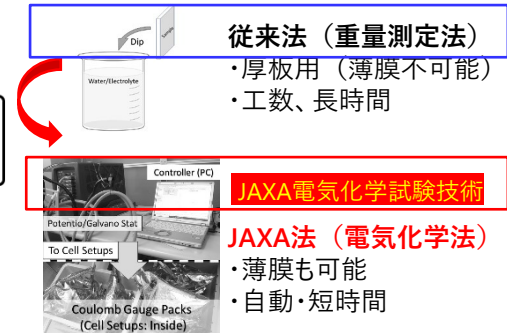 従来法（重量測定法）
・厚板用（薄膜不可能）
・工数、長時間
Dip
Sample
Water/Electrolyte
JAXA電気化学試験技術
JAXA法（電気化学法）
・薄膜も可能
・自動・短時間
Controller (PC)
Potentio/Galvano Stat
To Cell Setups
Coulomb Gauge Packs
(Cell Setups: Inside)